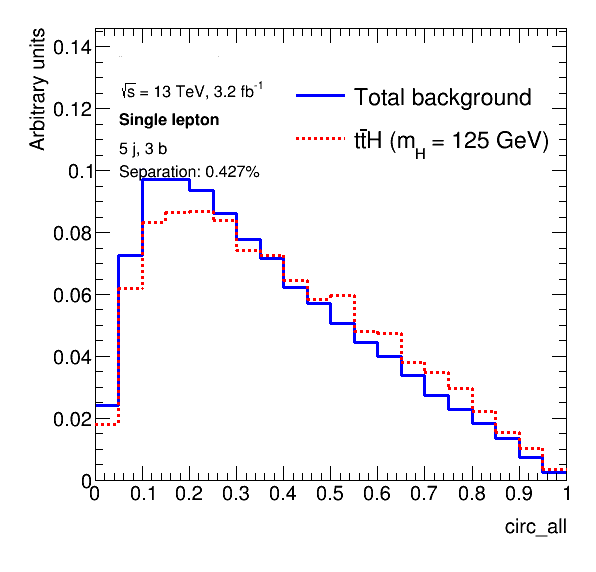 Arbitrary units
0.14
0.12
0.1
0.08
0.06
0.04
0.02
0
√s = 13 TeV, 3.2 fb⁻¹
Single lepton
5 j, 3 b
Separation: 0.427%
Total background
tt̄H (m_H = 125 GeV)
0 0.1 0.2 0.3 0.4 0.5 0.6 0.7 0.8 0.9 1
circ_all